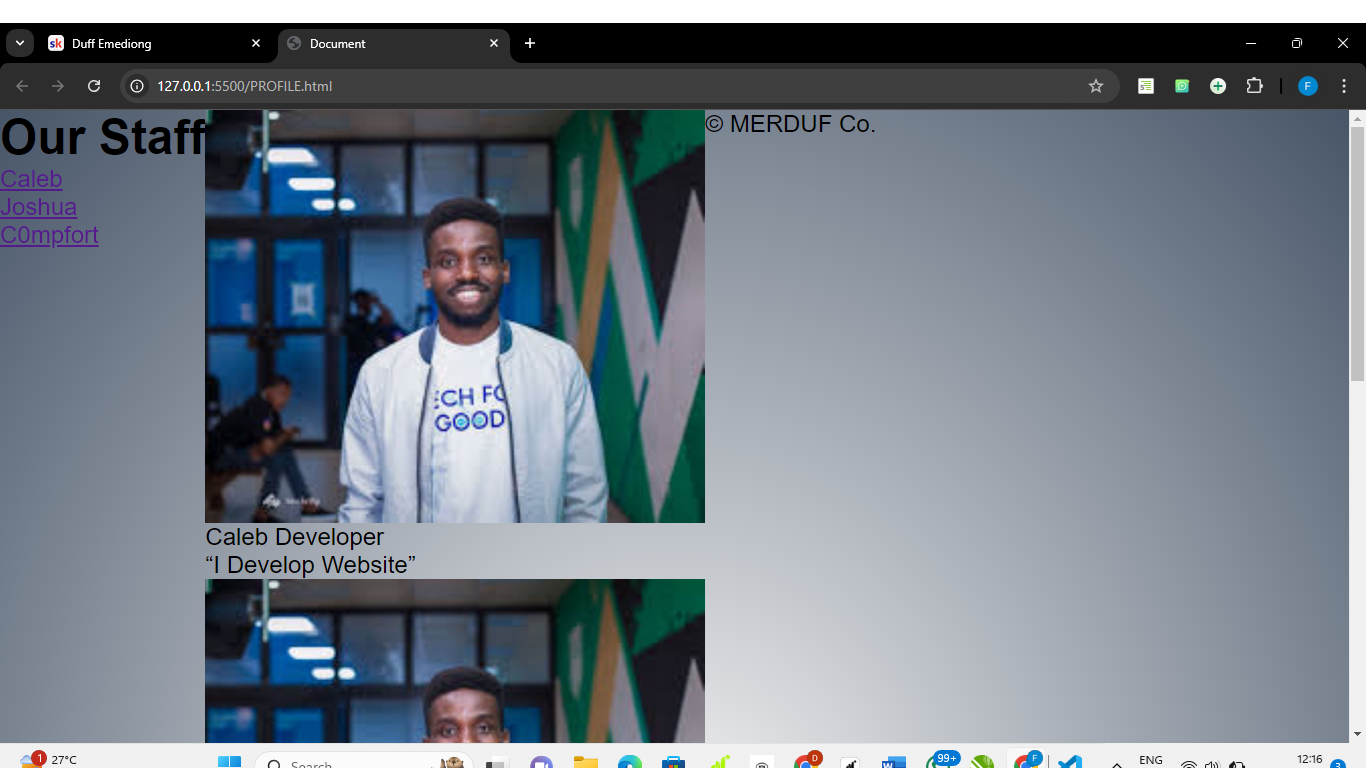 sk Duff Emediong
Document
127.0.0.1:5500/PROFILE.html
F
Our Staff
Caleb
Joshua
C0mpfort
© MERDUF Co.
ECH FO
GOOD
Caleb Developer
“I Develop Website”
1
27°C
Search
D
99+
F
ENG
12:16
3